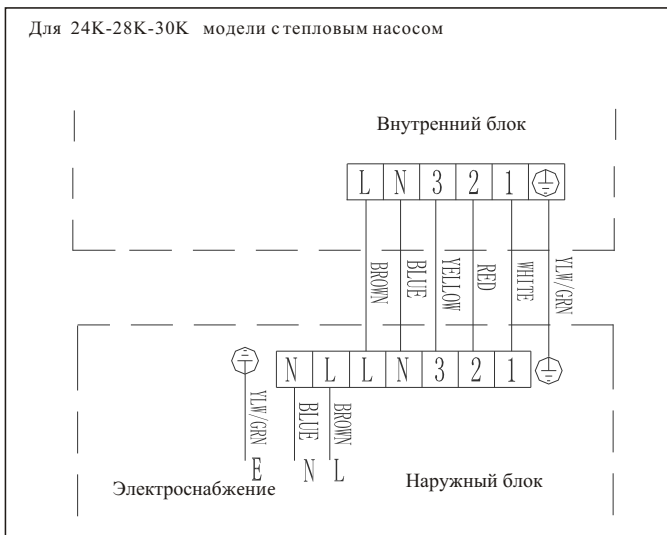 Для 24K-28K-30K модели с тепловым насосом
Внутренний блок
L N 3 2 1
BROWN
BLUE
YELLOW
RED
WHITE
YLW/GRN
N L L N 3 2 1
YLW/GRN
BLUE
BROWN
E N L
Электроснабжение
Наружный блок